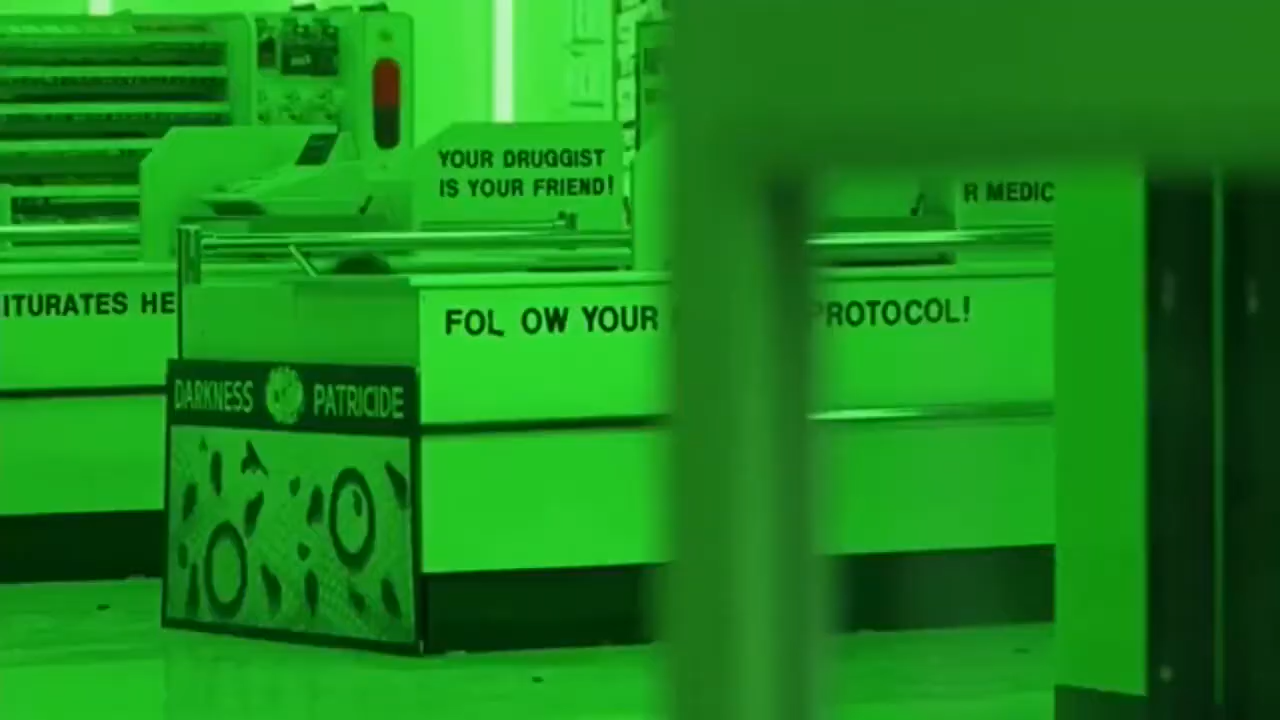 YOUR DRUGGIST
IS YOUR FRIEND!
R MEDIC
ITURATES HE
FOL OW YOUR PROTOCOL!
DARKNESS PATRICIDE